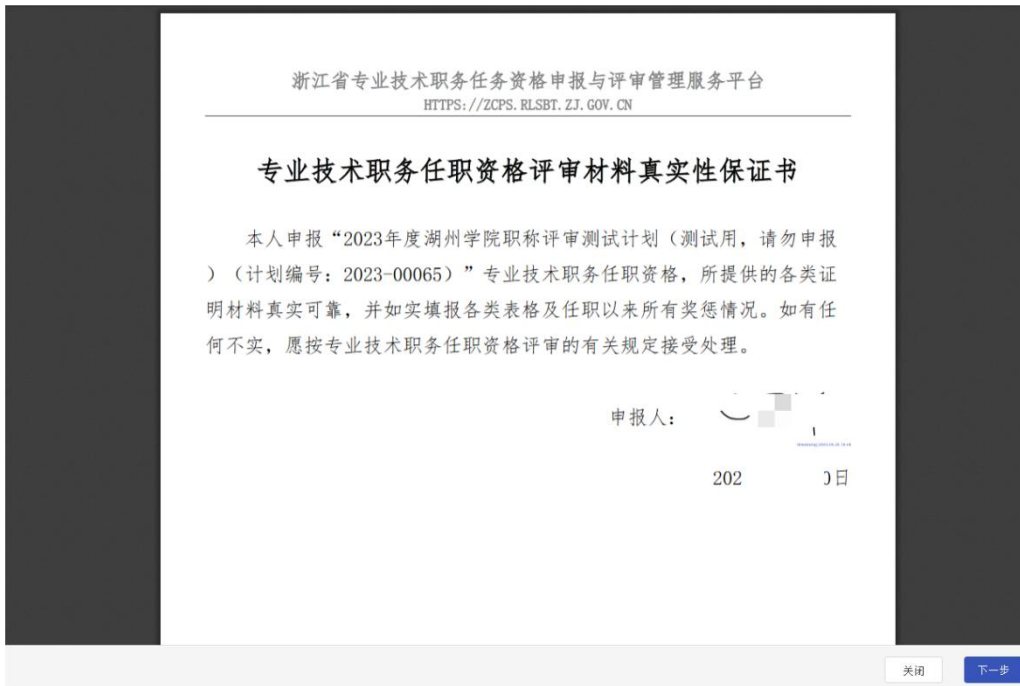 浙江省专业技术职务任务资格申报与评审管理服务平台
HTTPS://ZCPS.RLSBT.ZJ.GOV.CN
专业技术职务任职资格评审材料真实性保证书
本人申报“2023年度湖州学院职称评审测试计划（测试用，请勿申报
）（计划编号：2023-00065）”专业技术职务任职资格，所提供的各类证
明材料真实可靠，并如实填报各类表格及任职以来所有奖惩情况。如有任
何不实，愿按专业技术职务任职资格评审的有关规定接受处理。
申报人：
202 日
关闭
下一步